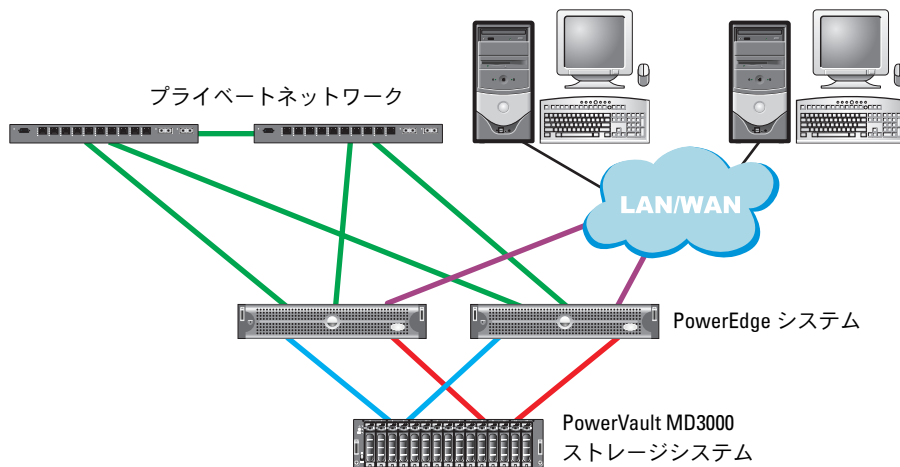 プライベートネットワーク
LAN/WAN
PowerEdge システム
PowerVault MD3000
ストレージシステム